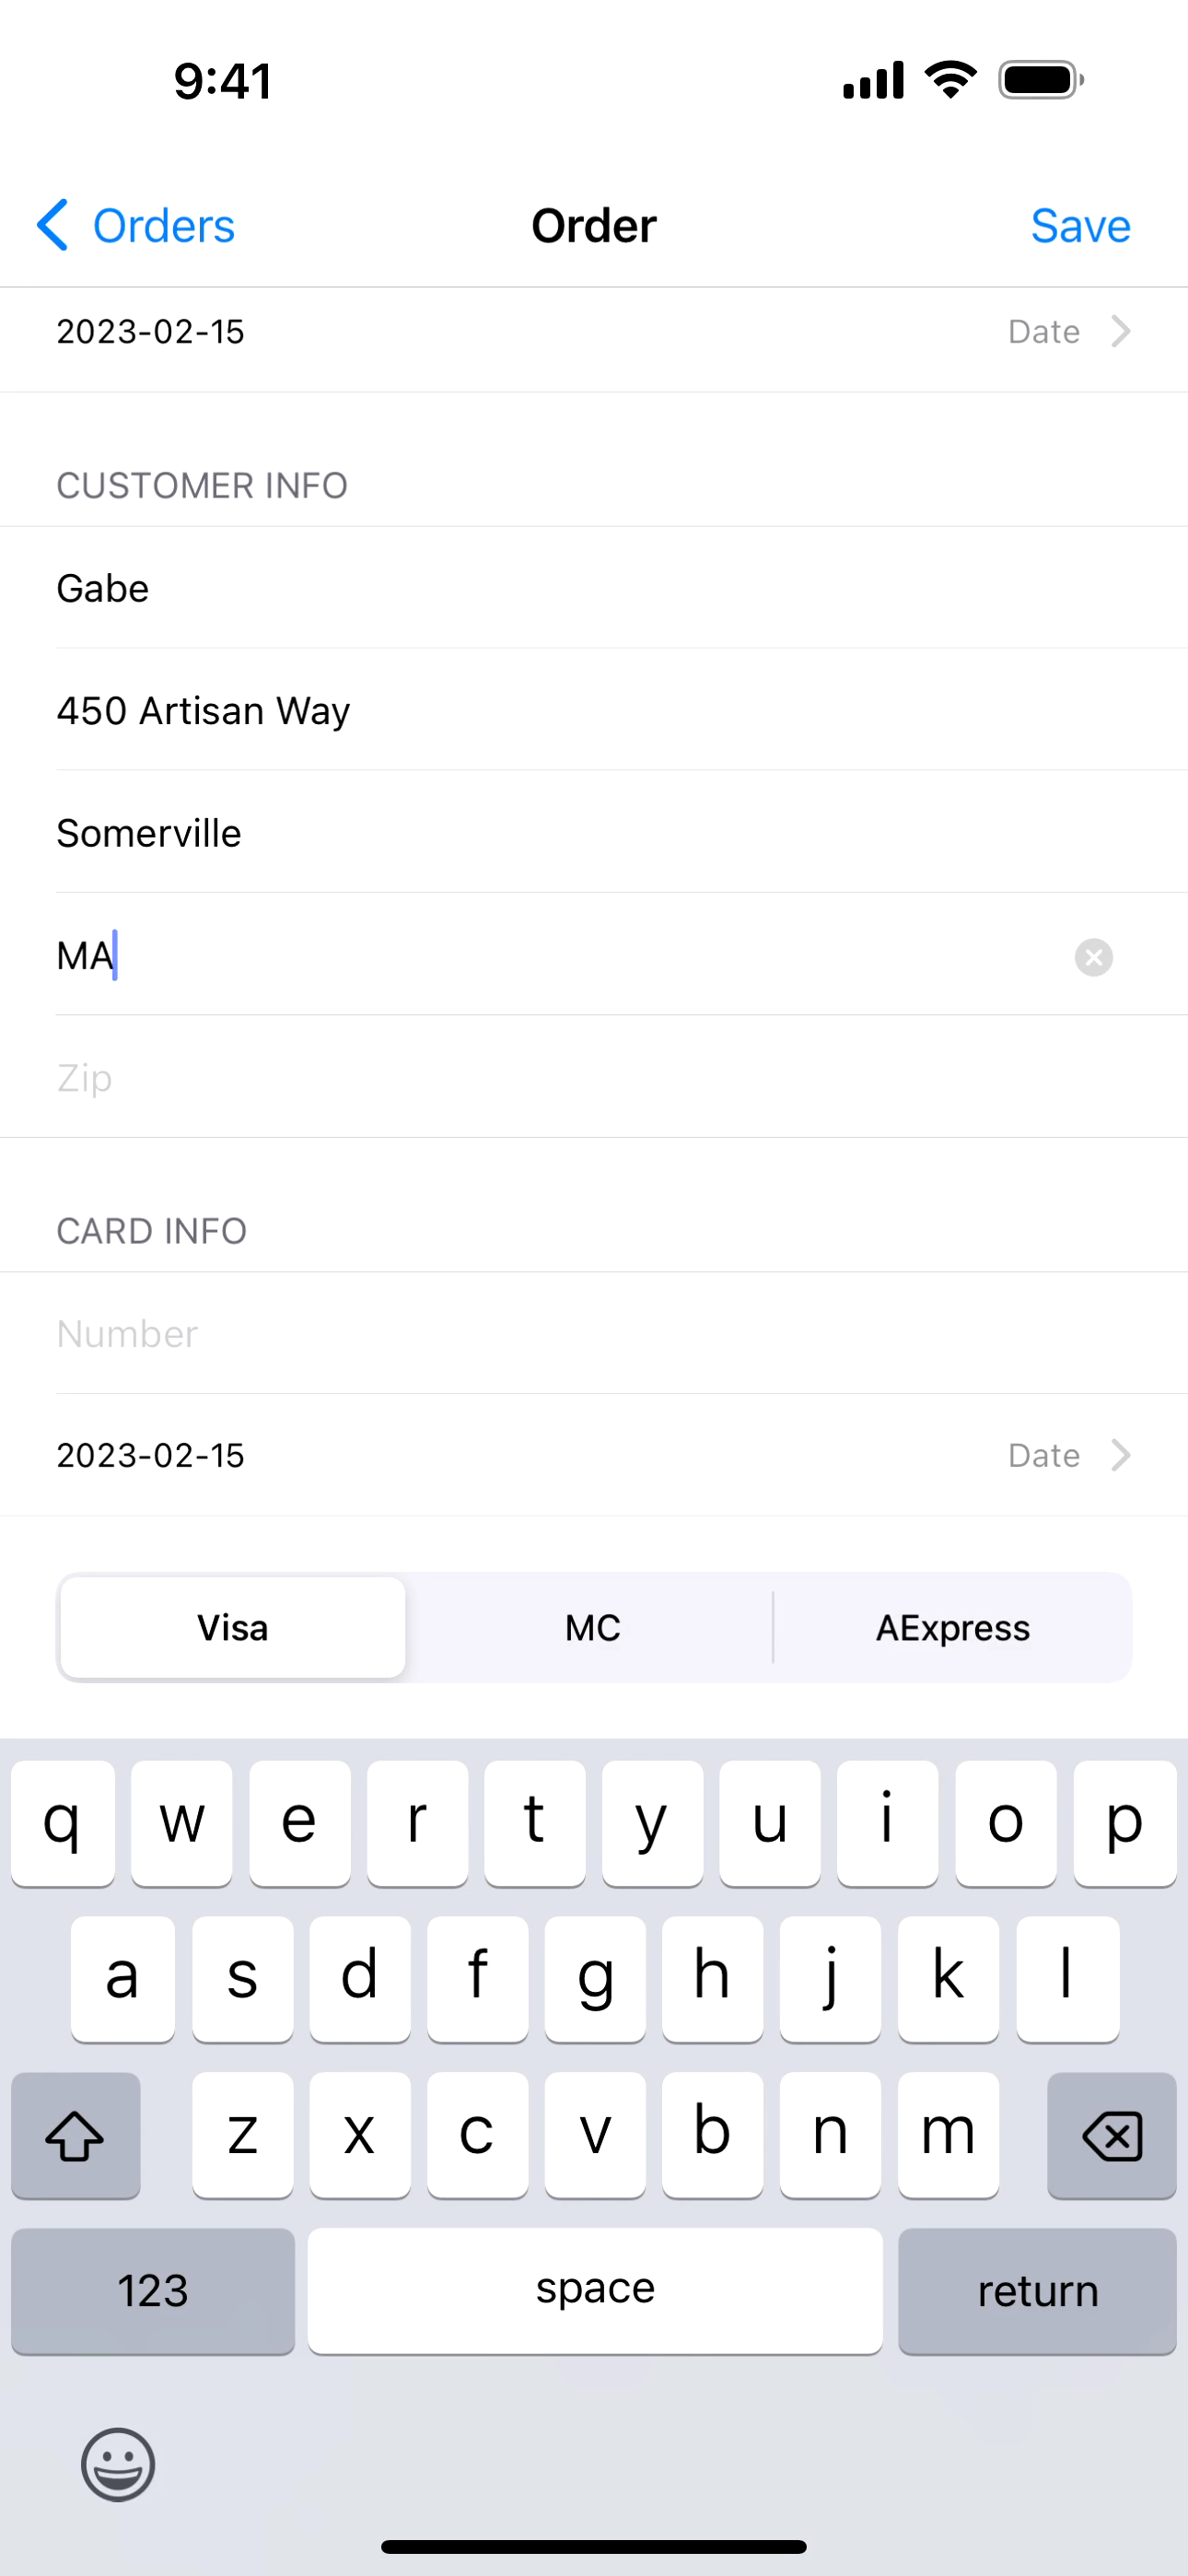 9:41
Orders
Order
Save
2023-02-15 Date
CUSTOMER INFO
Gabe
450 Artisan Way
Somerville
MA
Zip
CARD INFO
Number
2023-02-15 Date
Visa MC AExpress
q w e r t y u i o p
a s d f g h j k l
z x c v b n m
123 space return